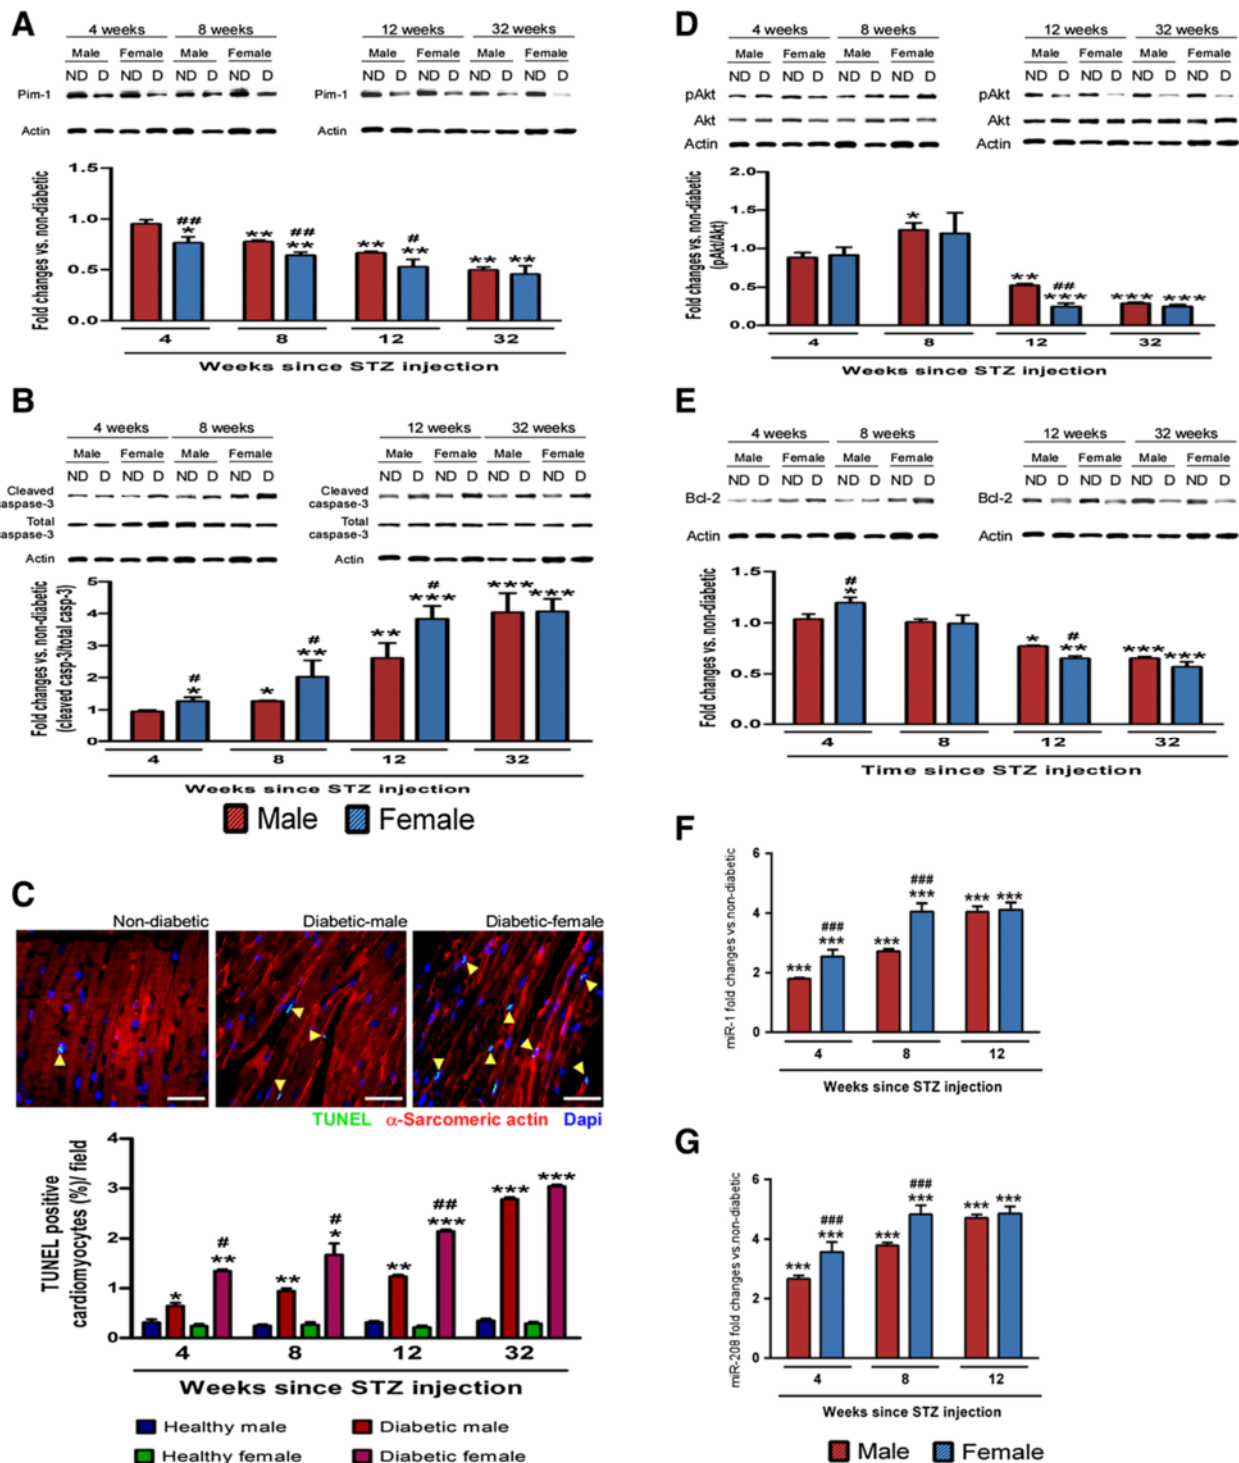 A
4 weeks 8 weeks 12 weeks 32 weeks
Male Female Male Female Male Female Male Female
ND D ND D ND D ND D ND D ND D ND D ND D
Pim-1 Pim-1
Actin Actin
Fold changes vs. non-diabetic
1.5
1.0
0.5
0.0
## * ** ## ** ** # ** ** **
4 8 12 32
Weeks since STZ injection
B
4 weeks 8 weeks 12 weeks 32 weeks
Male Female Male Female Male Female Male Female
ND D ND D ND D ND D ND D ND D ND D ND D
Cleaved Cleaved
caspase-3 caspase-3
Total Total
caspase-3 caspase-3
Actin Actin
Fold changes vs. non-diabetic
(cleaved casp-3/total casp-3)
5
4
3
2
1
0
# * * # ** ** # *** *** ***
4 8 12 32
Weeks since STZ injection
Male Female
C
Non-diabetic Diabetic-male Diabetic-female
TUNEL α-Sarcomeric actin Dapi
TUNEL positive
cardiomyocytes (%)/ field
4
3
2
1
0
* # ** ** # * ** ## *** *** ***
4 8 12 32
Weeks since STZ injection
Healthy male Diabetic male
Healthy female Diabetic female
D
4 weeks 8 weeks 12 weeks 32 weeks
Male Female Male Female Male Female Male Female
ND D ND D ND D ND D ND D ND D ND D ND D
pAkt pAkt
Akt Akt
Actin Actin
Fold changes vs. non-diabetic
(pAkt/Akt)
2.0
1.5
1.0
0.5
0.0
* ** ## *** *** ***
4 8 12 32
Weeks since STZ injection
E
4 weeks 8 weeks 12 weeks 32 weeks
Male Female Male Female Male Female Male Female
ND D ND D ND D ND D ND D ND D ND D ND D
Bcl-2 Bcl-2
Actin Actin
Fold changes vs. non-diabetic
1.5
1.0
0.5
0.0
# * * # ** *** ***
4 8 12 32
Time since STZ injection
F
miR-1 fold changes vs.non-diabetic
6
4
2
0
*** ### *** *** ### *** *** ***
4 8 12
Weeks since STZ injection
G
miR-208 fold changes vs.non-diabetic
6
4
2
0
*** ### *** *** ### *** *** ***
4 8 12
Weeks since STZ injection
Male Female